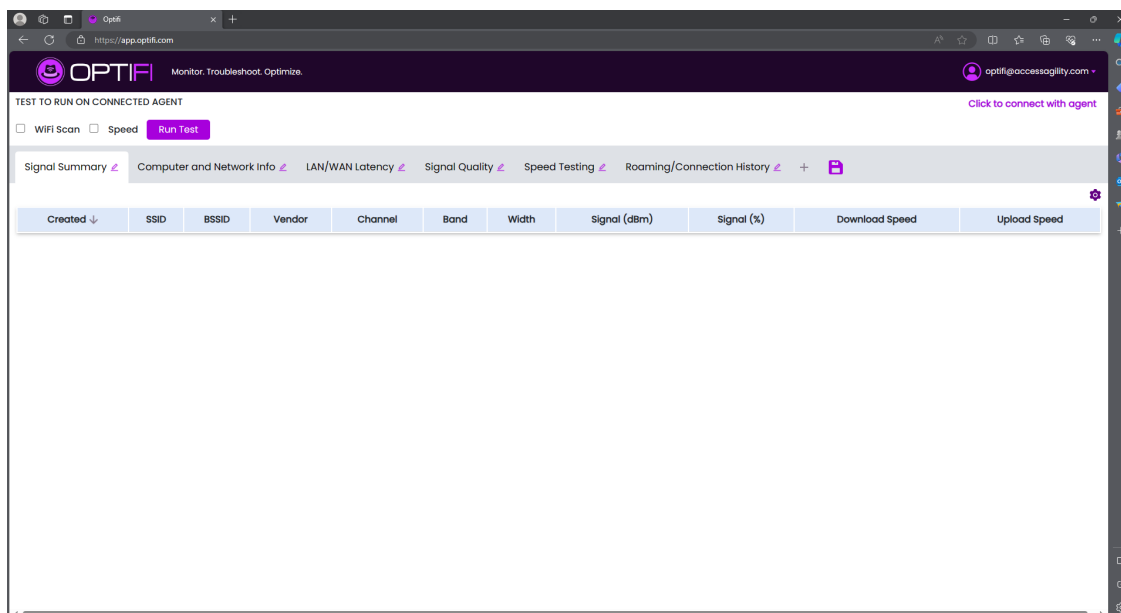 Optifi
https://app.optifi.com
OPTIFI Monitor. Troubleshoot. Optimize. optifi@accessagility.com
TEST TO RUN ON CONNECTED AGENT Click to connect with agent
WiFi Scan Speed Run Test
Signal Summary Computer and Network Info LAN/WAN Latency Signal Quality Speed Testing Roaming/Connection History +
Created SSID BSSID Vendor Channel Band Width Signal (dBm) Signal (%) Download Speed Upload Speed